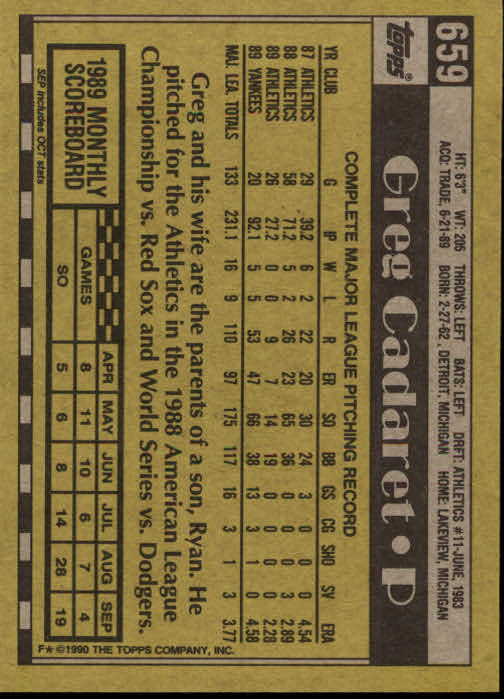 659
Topps®
Greg Cadaret • P
HT: 6'3" WT: 205 THROWS: LEFT BATS: LEFT DRFT: ATHLETICS #11-JUNE, 1983
ACQ: TRADE, 6-21-89 BORN: 2-27-62, DETROIT, MICHIGAN HOME: LAKEVIEW, MICHIGAN
COMPLETE MAJOR LEAGUE PITCHING RECORD
YR CLUB G IP W L R ER SO BB GS CG SHO SV ERA
87 ATHLETICS 29 39.2 6 2 22 20 30 24 0 0 0 0 4.54
88 ATHLETICS 58 71.2 5 2 26 23 65 36 0 0 0 3 2.89
89 ATHLETICS 26 27.2 0 0 9 7 14 19 0 0 0 0 2.28
89 YANKEES 20 92.1 5 5 53 47 66 38 13 3 1 0 4.58
MAJ. LEA. TOTALS 133 231.1 16 9 110 97 175 117 16 3 1 3 3.77
Greg and his wife are the parents of a son, Ryan. He
pitched for the Athletics in the 1988 American League
Championship vs. Red Sox and World Series vs. Dodgers.
1989 MONTHLY
SCOREBOARD
APR MAY JUN JUL AUG SEP
GAMES 8 11 10 6 7 4
SO 5 6 8 14 28 19
SEP includes OCT stats
F* ©1990 THE TOPPS COMPANY, INC.